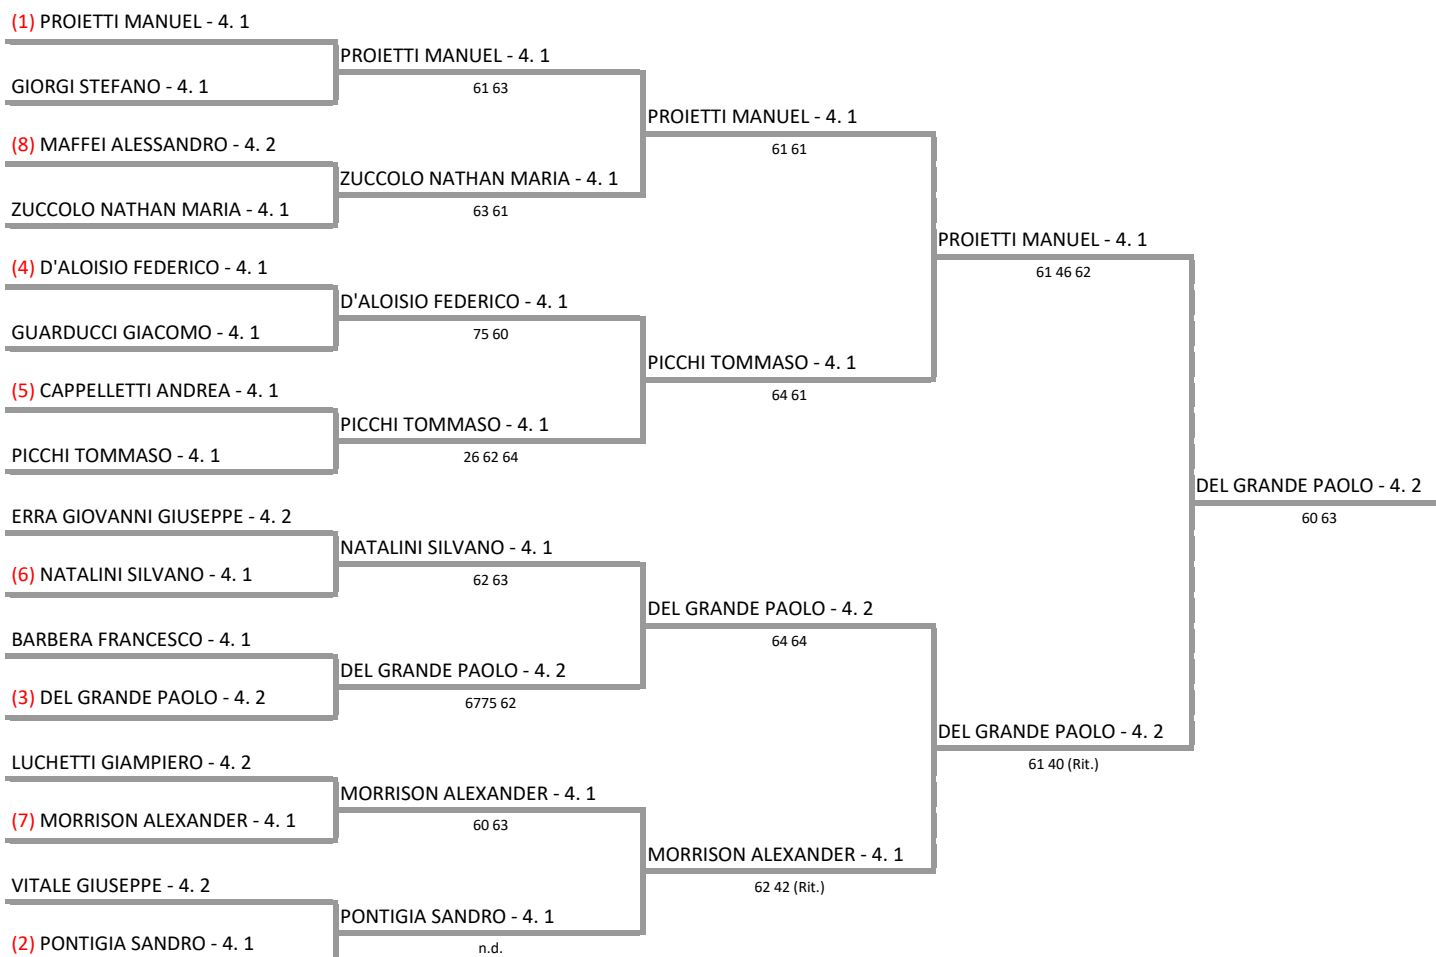 (1) PROIETTI MANUEL - 4. 1
GIORGI STEFANO - 4. 1
(8) MAFFEI ALESSANDRO - 4. 2
ZUCCOLO NATHAN MARIA - 4. 1
(4) D'ALOISIO FEDERICO - 4. 1
GUARDUCCI GIACOMO - 4. 1
(5) CAPPELLETTI ANDREA - 4. 1
PICCHI TOMMASO - 4. 1
ERRA GIOVANNI GIUSEPPE - 4. 2
(6) NATALINI SILVANO - 4. 1
BARBERA FRANCESCO - 4. 1
(3) DEL GRANDE PAOLO - 4. 2
LUCHETTI GIAMPIERO - 4. 2
(7) MORRISON ALEXANDER - 4. 1
VITALE GIUSEPPE - 4. 2
(2) PONTIGIA SANDRO - 4. 1
PROIETTI MANUEL - 4. 1
61 63
ZUCCOLO NATHAN MARIA - 4. 1
63 61
D'ALOISIO FEDERICO - 4. 1
75 60
PICCHI TOMMASO - 4. 1
26 62 64
NATALINI SILVANO - 4. 1
62 63
DEL GRANDE PAOLO - 4. 2
6775 62
MORRISON ALEXANDER - 4. 1
60 63
PONTIGIA SANDRO - 4. 1
n.d.
PROIETTI MANUEL - 4. 1
61 61
PICCHI TOMMASO - 4. 1
64 61
DEL GRANDE PAOLO - 4. 2
64 64
MORRISON ALEXANDER - 4. 1
62 42 (Rit.)
PROIETTI MANUEL - 4. 1
61 46 62
DEL GRANDE PAOLO - 4. 2
61 40 (Rit.)
DEL GRANDE PAOLO - 4. 2
60 63